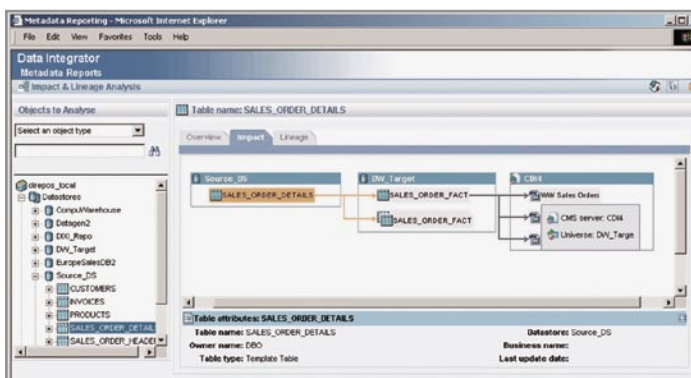 Metadata Reporting - Microsoft Internet Explorer
File Edit View Favorites Tools Help
Data Integrator
Metadata Reports
Impact & Lineage Analysis
Objects to Analyse
Select an object type
direpos_local
Datastores
CompuWarehouse
Datagen2
DIXI_Repo
DW_Target
EuropeSalesDB2
Source_DS
CUSTOMERS
INVOICES
PRODUCTS
SALES_ORDER_DETAIL
SALES_ORDER_HEADE
Table name: SALES_ORDER_DETAILS
Overview Impact Lineage
Source_DS DW_Target CDI4
SALES_ORDER_DETAILS SALES_ORDER_FACT WW Sales Orders
SALES_ORDER_FACT CMS server: CDI4
Universe: DW_Targe
Table attributes: SALES_ORDER_DETAILS
Table name: SALES_ORDER_DETAILS Datastore: Source_DS
Owner name: DBO Business name:
Table type: Template Table Last update date: